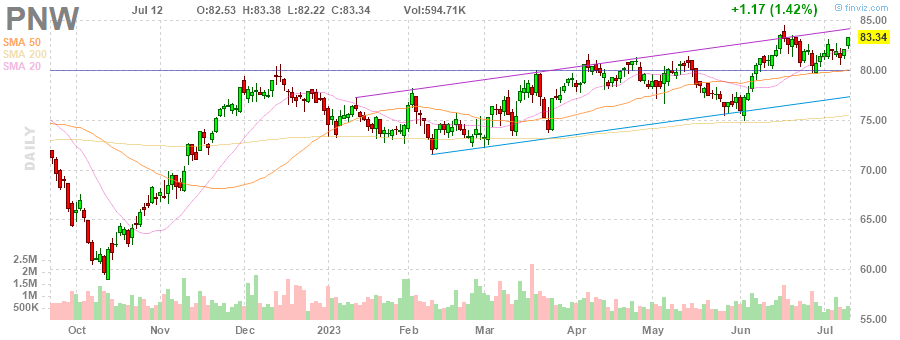 PNW Jul 12 O:82.53 H:83.38 L:82.22 C:83.34 Vol:594.71K +1.17 (1.42%) © finviz.com
SMA 50
SMA 200
SMA 20
DAILY
85.00
83.34
80.00
75.00
70.00
65.00
60.00
55.00
2.5M
2M
1.5M
1M
500K
Oct Nov Dec 2023 Feb Mar Apr May Jun Jul